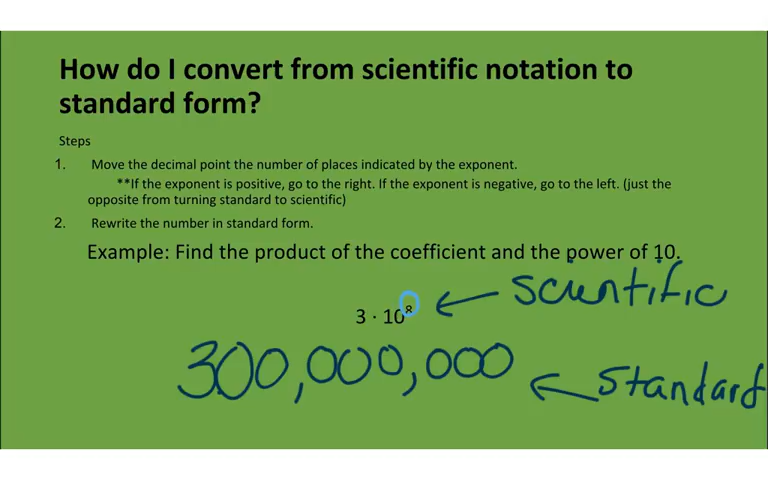 How do I convert from scientific notation to
standard form?
Steps
1. Move the decimal point the number of places indicated by the exponent.
**If the exponent is positive, go to the right. If the exponent is negative, go to the left. (just the
opposite from turning standard to scientific)
2. Rewrite the number in standard form.
Example: Find the product of the coefficient and the power of 10.
3 · 10⁸ ← scientific
300,000,000 ← standard